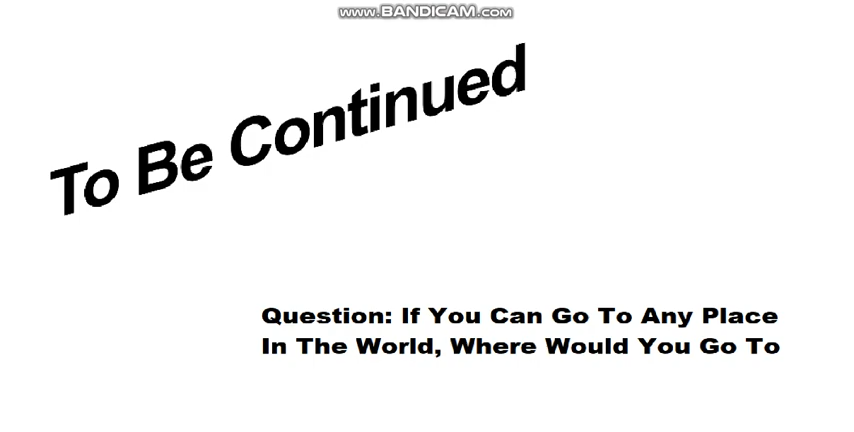 www.BANDICAM.com
To Be Continued
Question: If You Can Go To Any Place
In The World, Where Would You Go To